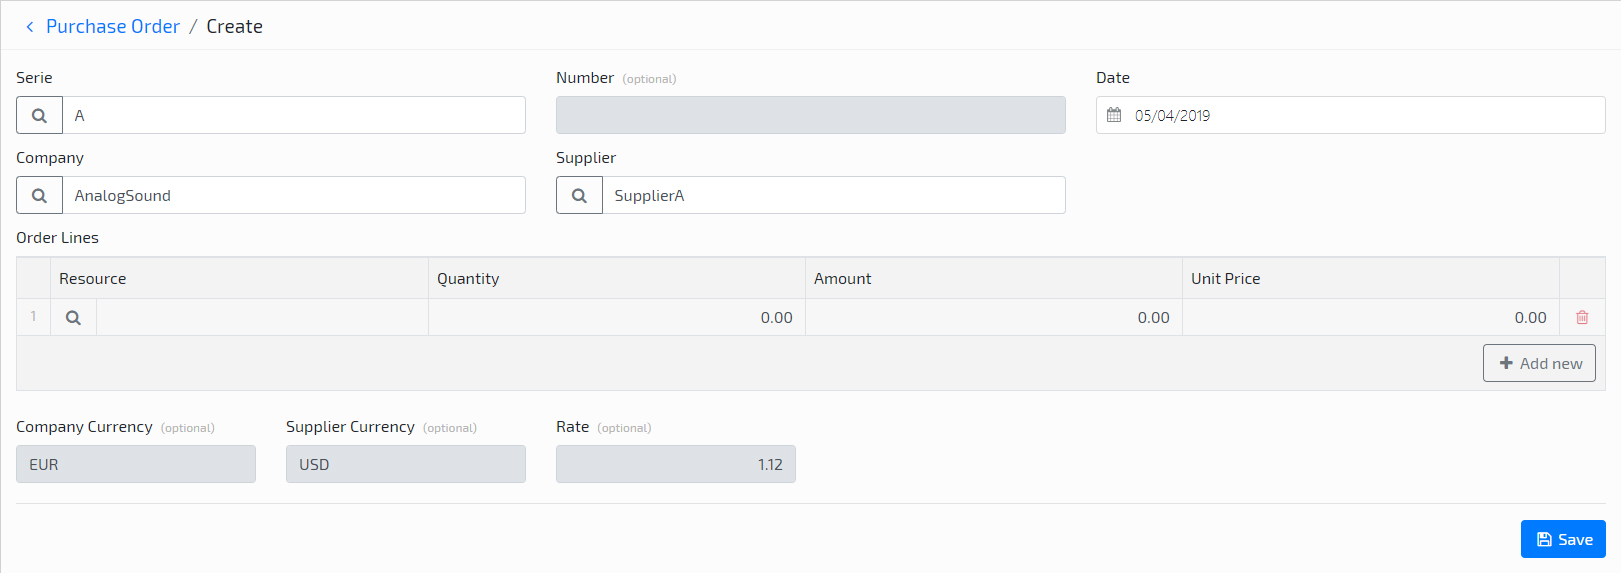 Purchase Order / Create
Serie
Number (optional)
Date
A
05/04/2019
Company
Supplier
AnalogSound
SupplierA
Order Lines
Resource Quantity Amount Unit Price
1 0.00 0.00 0.00
Add new
Company Currency (optional)
Supplier Currency (optional)
Rate (optional)
EUR
USD
1.12
Save